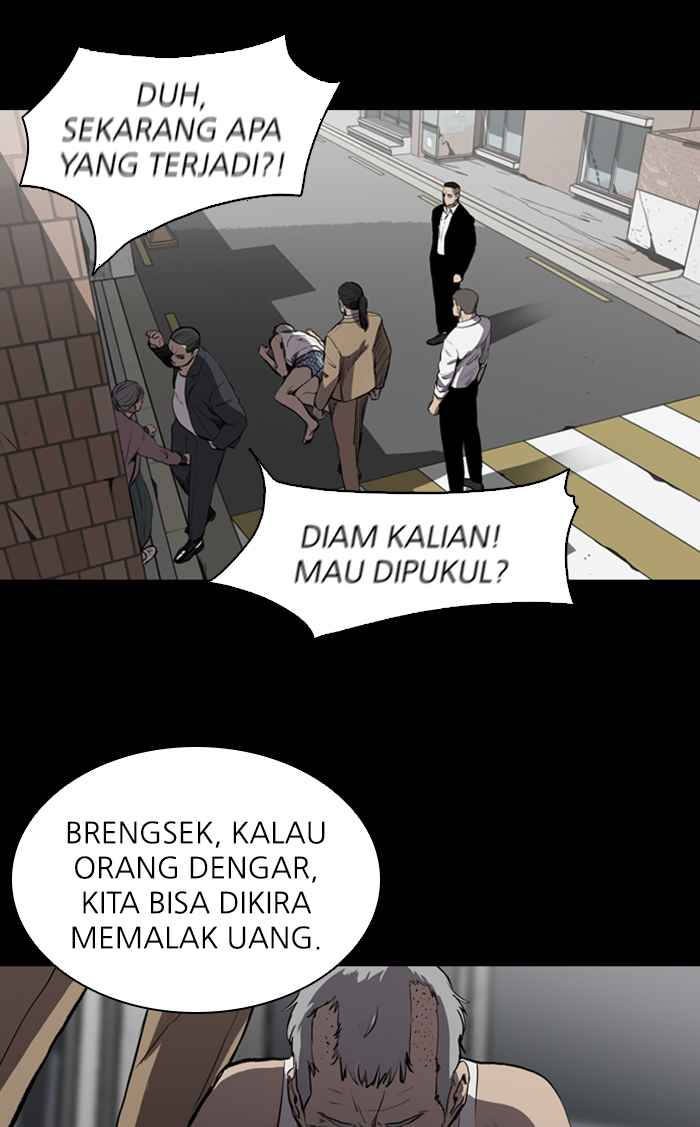 DUH,
SEKARANG APA
YANG TERJADI?!
DIAM KALIAN!
MAU DIPUKUL?
BRENGSEK, KALAU
ORANG DENGAR,
KITA BISA DIKIRA
MEMALAK UANG.